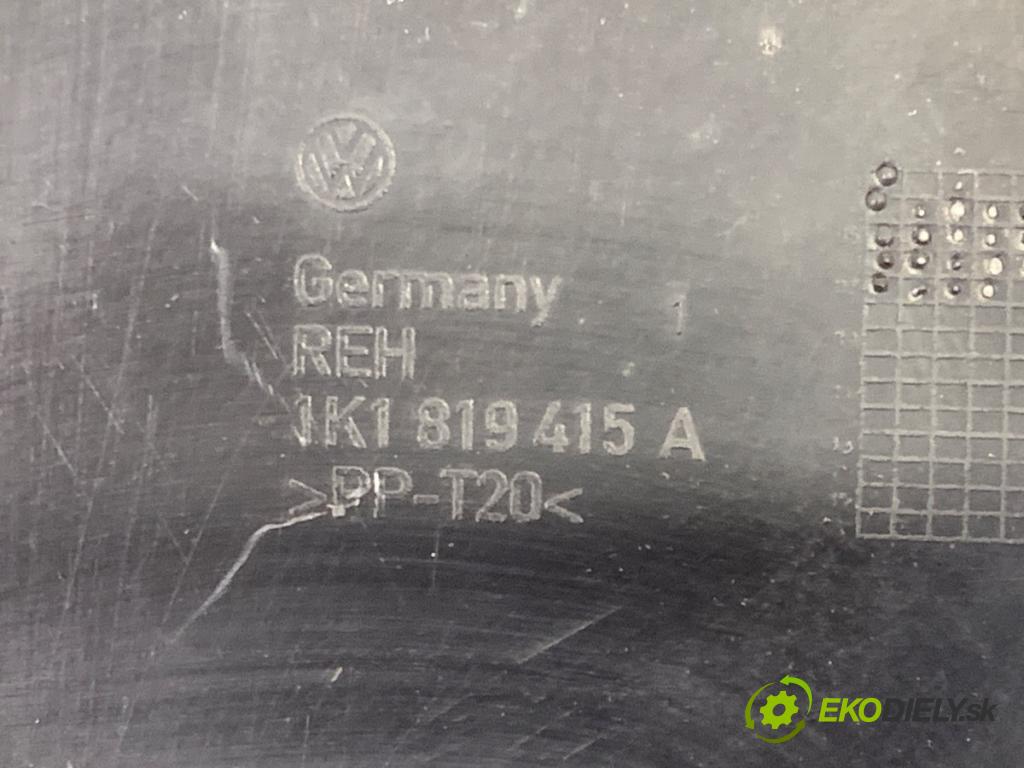 Germany 1
REH
1K1 819 415 A
>PP-T20<
EKODIELY.sk